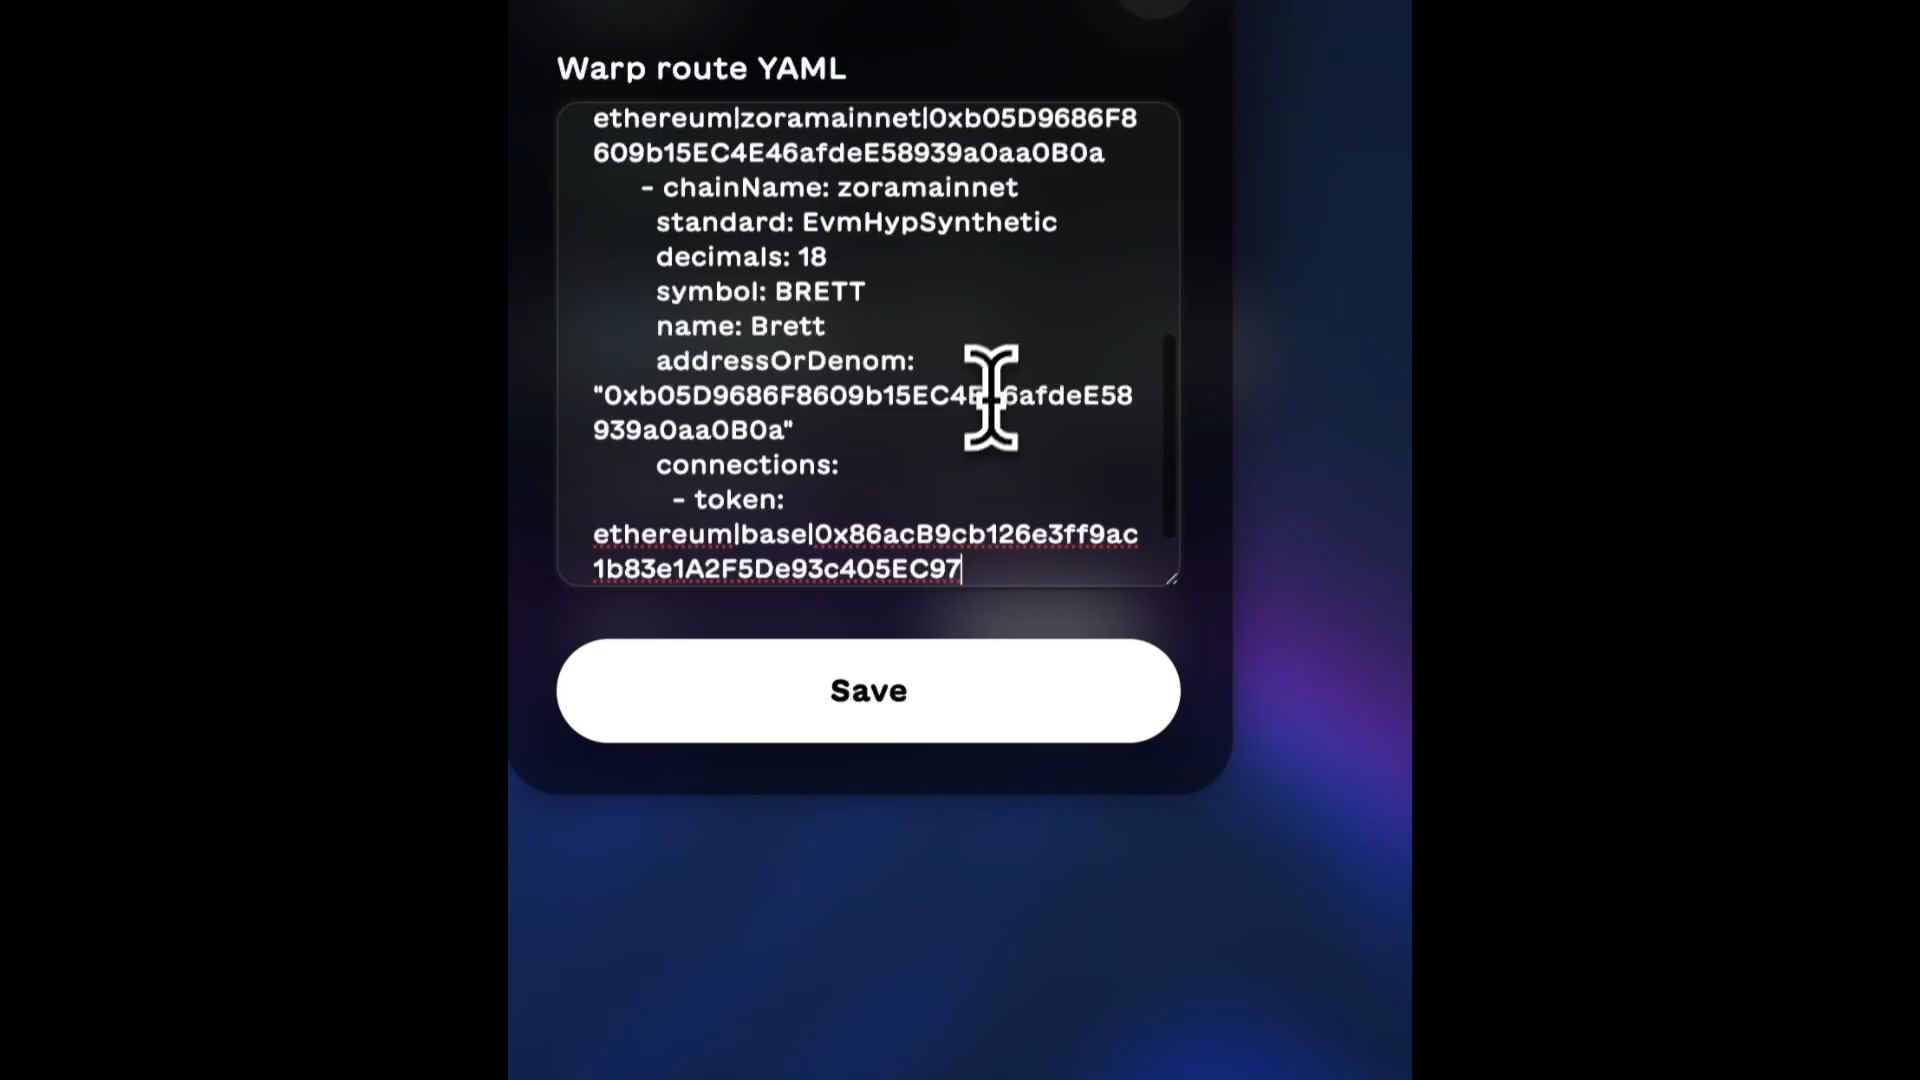 Warp route YAML
ethereum|zoramainnet|0xb05D9686F8
609b15EC4E46afdeE58939a0aa0B0a
- chainName: zoramainnet
standard: EvmHypSynthetic
decimals: 18
symbol: BRETT
name: Brett
addressOrDenom:
"0xb05D9686F8609b15EC4E46afdeE58
939a0aa0B0a"
connections:
- token:
ethereum|base|0x86acB9cb126e3ff9ac
1b83e1A2F5De93c405EC97
Save